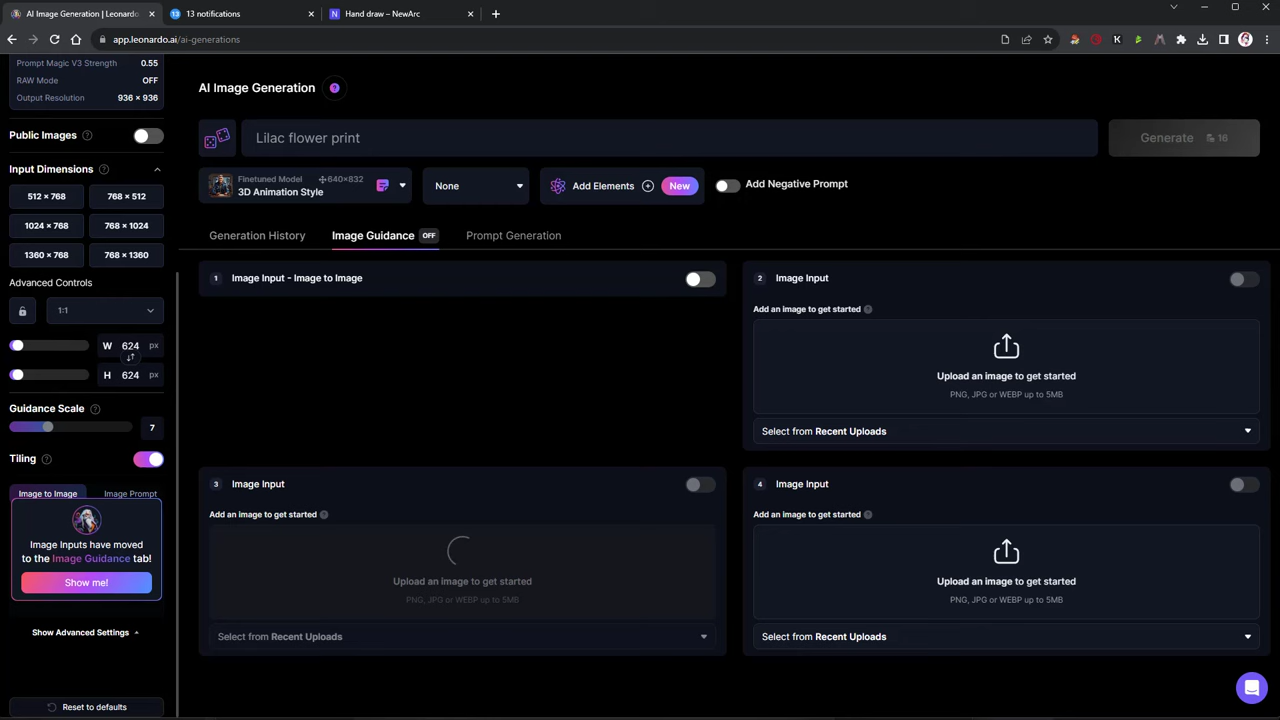 AI Image Generation | Leonardo
13 notifications
Hand draw – NewArc
app.leonardo.ai/ai-generations
Prompt Magic V3 Strength 0.55
RAW Mode OFF
Output Resolution 936 × 936
Public Images
Input Dimensions
512 × 768 768 × 512
1024 × 768 768 × 1024
1360 × 768 768 × 1360
Advanced Controls
1:1
W 624 px
H 624 px
Guidance Scale
7
Tiling
Image to Image Image Prompt
Image Inputs have moved
to the Image Guidance tab!
Show me!
Show Advanced Settings
Reset to defaults
AI Image Generation
Lilac flower print
Generate 16
Finetuned Model 640×832
3D Animation Style
None
Add Elements New
Add Negative Prompt
Generation History
Image Guidance OFF
Prompt Generation
1 Image Input - Image to Image
2 Image Input
Add an image to get started
Upload an image to get started
PNG, JPG or WEBP up to 5MB
Select from Recent Uploads
3 Image Input
Add an image to get started
Upload an image to get started
PNG, JPG or WEBP up to 5MB
Select from Recent Uploads
4 Image Input
Add an image to get started
Upload an image to get started
PNG, JPG or WEBP up to 5MB
Select from Recent Uploads